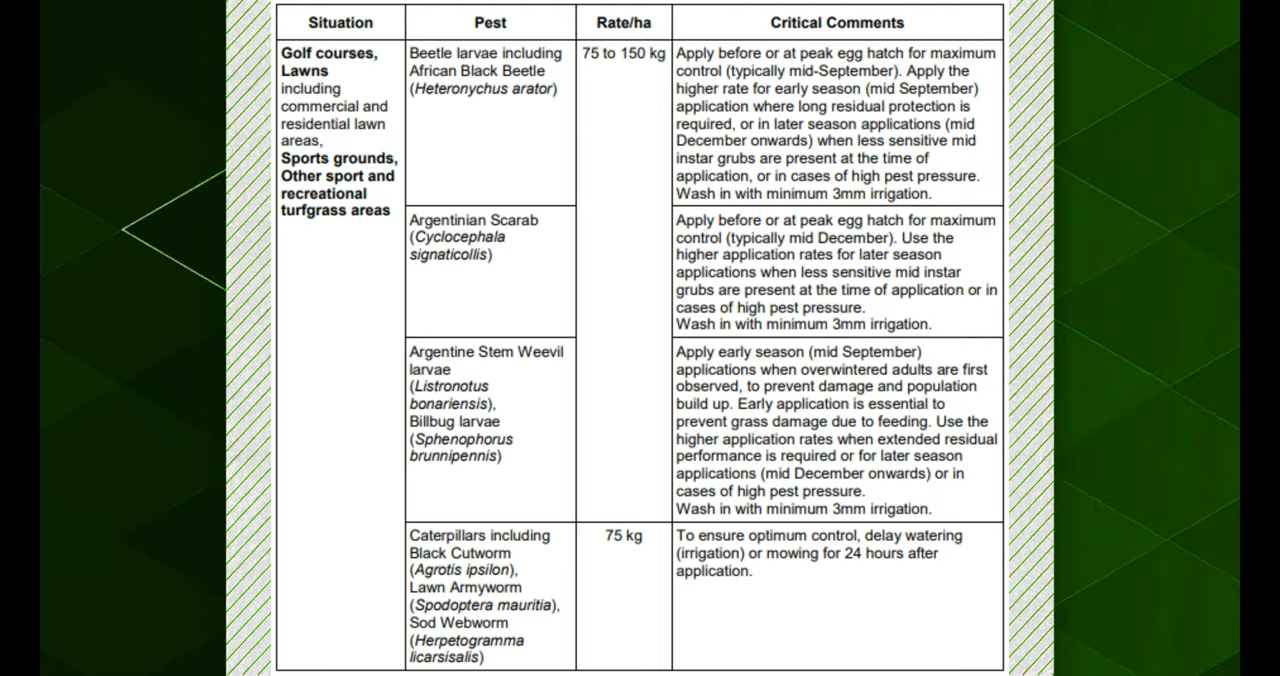 Situation
Pest
Rate/ha
Critical Comments
Golf courses,
Lawns
including
commercial and
residential lawn
areas,
Sports grounds,
Other sport and
recreational
turfgrass areas
Beetle larvae including
African Black Beetle
(Heteronychus arator)
75 to 150 kg
Apply before or at peak egg hatch for maximum
control (typically mid-September). Apply the
higher rate for early season (mid September)
application where long residual protection is
required, or in later season applications (mid
December onwards) when less sensitive mid
instar grubs are present at the time of
application, or in cases of high pest pressure.
Wash in with minimum 3mm irrigation.
Argentinian Scarab
(Cyclocephala
signaticollis)
Apply before or at peak egg hatch for maximum
control (typically mid December). Use the
higher application rates for later season
applications when less sensitive mid instar
grubs are present at the time of application or in
cases of high pest pressure.
Wash in with minimum 3mm irrigation.
Argentine Stem Weevil
larvae
(Listronotus
bonariensis),
Billbug larvae
(Sphenophorus
brunnipennis)
Apply early season (mid September)
applications when overwintered adults are first
observed, to prevent damage and population
build up. Early application is essential to
prevent grass damage due to feeding. Use the
higher application rates when extended residual
performance is required or for later season
applications (mid December onwards) or in
cases of high pest pressure.
Wash in with minimum 3mm irrigation.
Caterpillars including
Black Cutworm
(Agrotis ipsilon),
Lawn Armyworm
(Spodoptera mauritia),
Sod Webworm
(Herpetogramma
licarsisalis)
75 kg
To ensure optimum control, delay watering
(irrigation) or mowing for 24 hours after
application.